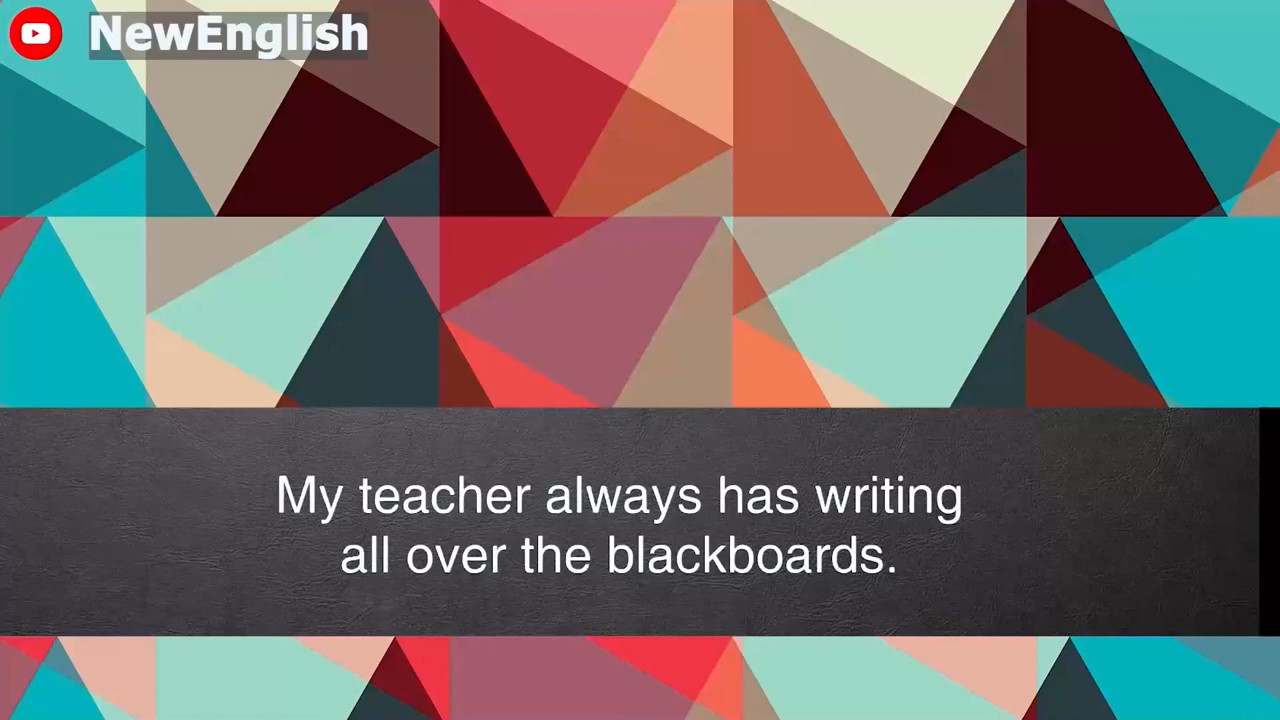 NewEnglish
My teacher always has writing
all over the blackboards.